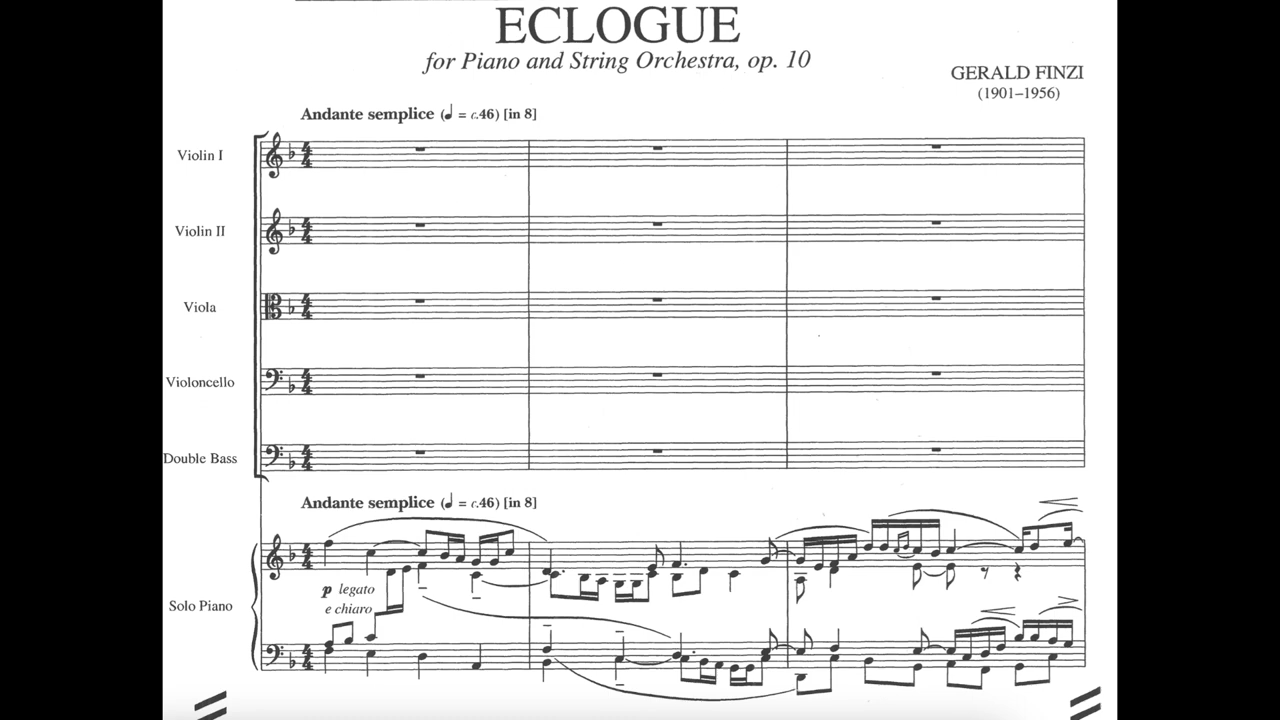 ECLOGUE
for Piano and String Orchestra, op. 10
GERALD FINZI
(1901–1956)
Andante semplice (♩ = c.46) [in 8]
Violin I
Violin II
Viola
Violoncello
Double Bass
Andante semplice (♩ = c.46) [in 8]
p legato
e chiaro
Solo Piano